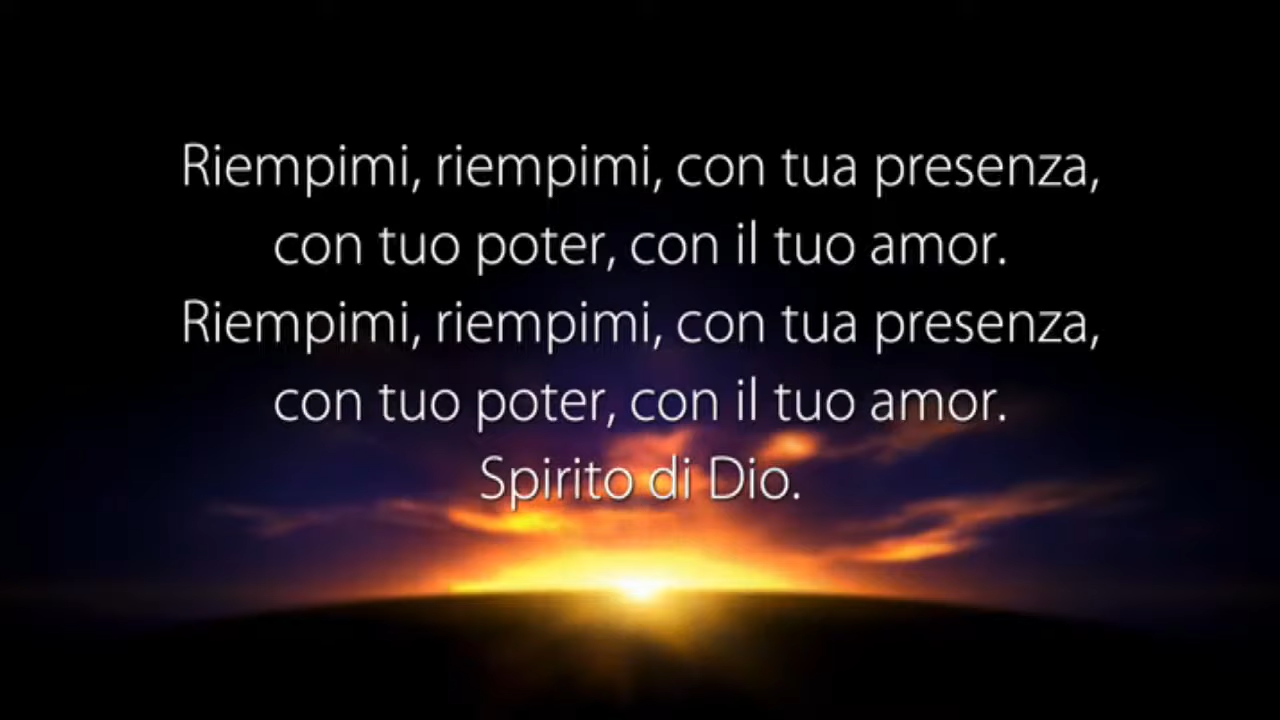 Riempimi, riempimi, con tua presenza,
con tuo poter, con il tuo amor.
Riempimi, riempimi, con tua presenza,
con tuo poter, con il tuo amor.
Spirito di Dio.